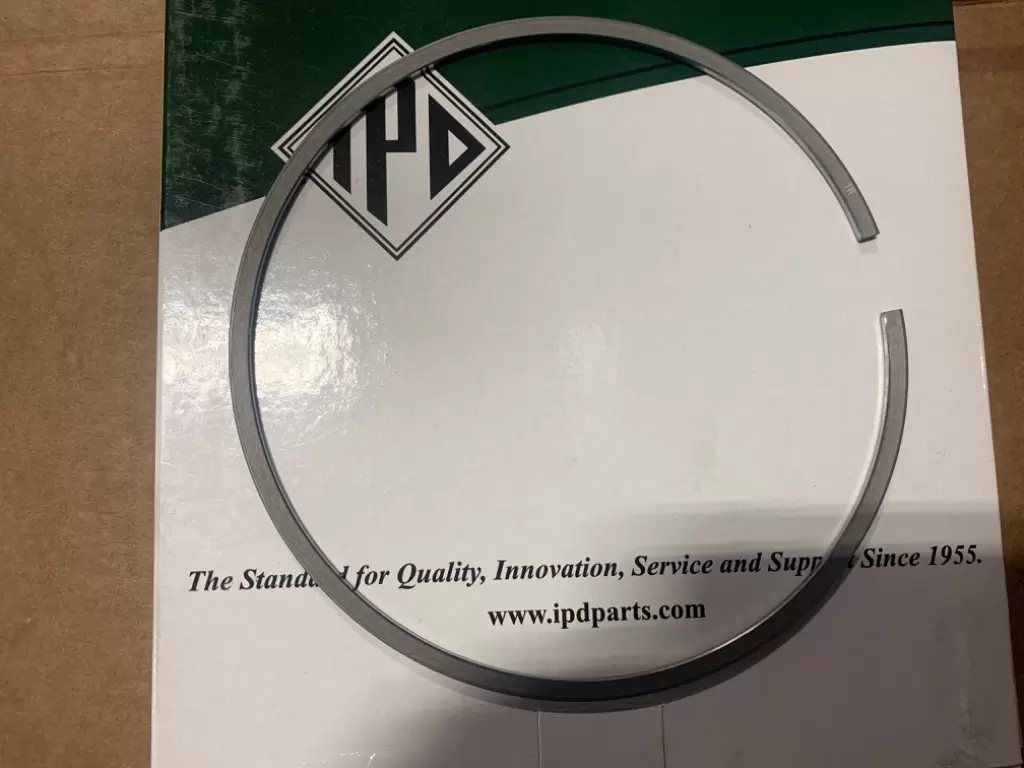 IPD
The Standard for Quality, Innovation, Service and Support Since 1955.
www.ipdparts.com